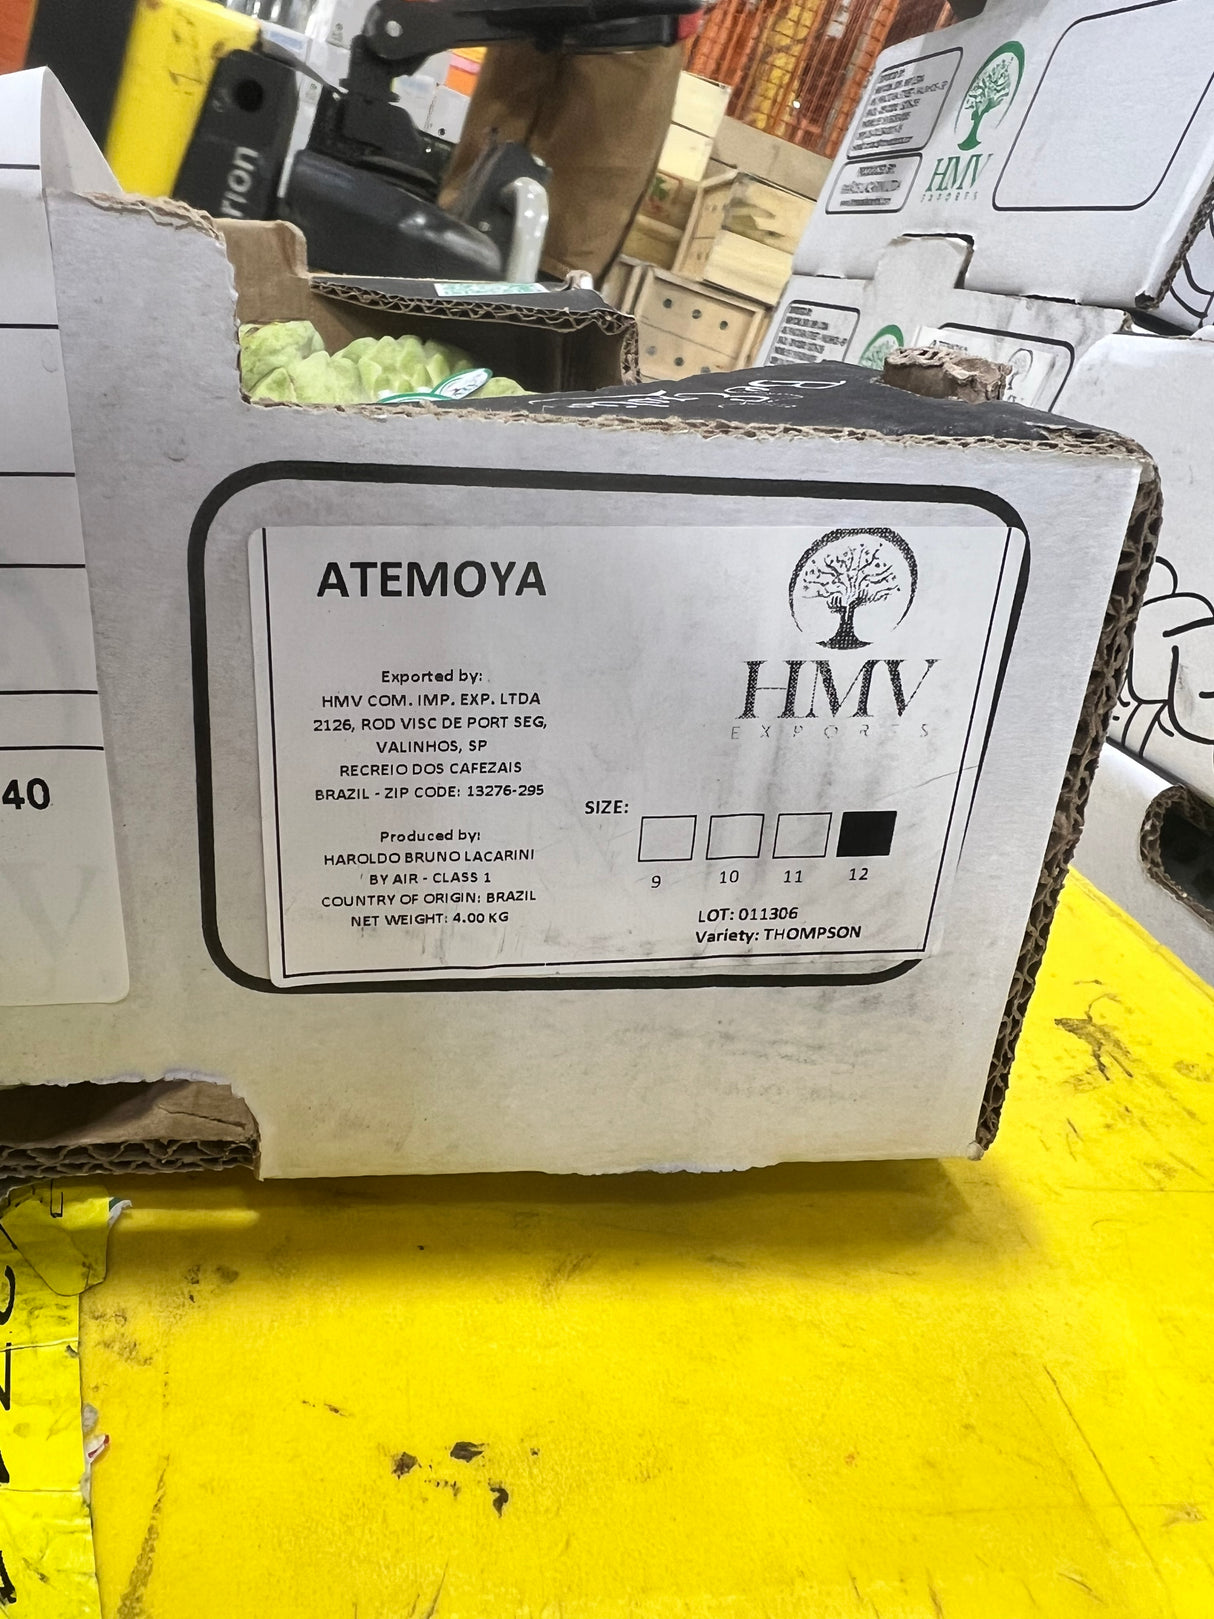 rion
HMV
EXPORTS
40
ATEMOYA
HMV
EXPORTS
Exported by:
HMV COM. IMP. EXP. LTDA
2126, ROD VISC DE PORT SEG,
VALINHOS, SP
RECREIO DOS CAFEZAIS
BRAZIL - ZIP CODE: 13276-295
Produced by:
HAROLDO BRUNO LACARINI
BY AIR - CLASS 1
COUNTRY OF ORIGIN: BRAZIL
NET WEIGHT: 4.00 KG
SIZE:
9 10 11 12
LOT: 011306
Variety: THOMPSON